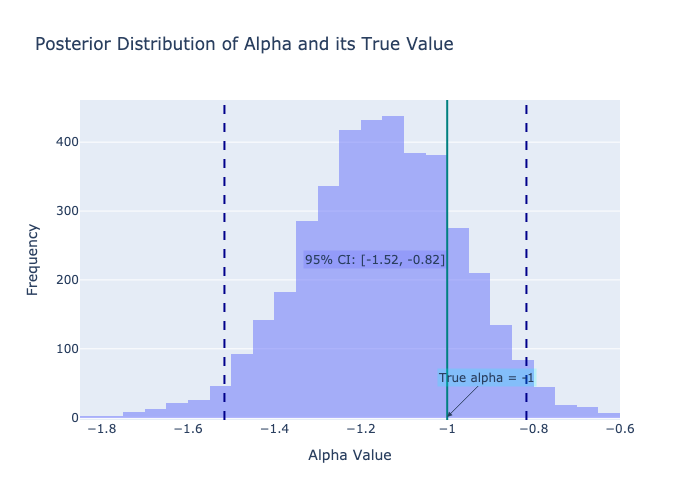 Posterior Distribution of Alpha and its True Value
Frequency
400
300
200
100
0
95% CI: [-1.52, -0.82]
True alpha = -1
−1.8 −1.6 −1.4 −1.2 −1 −0.8 −0.6
Alpha Value